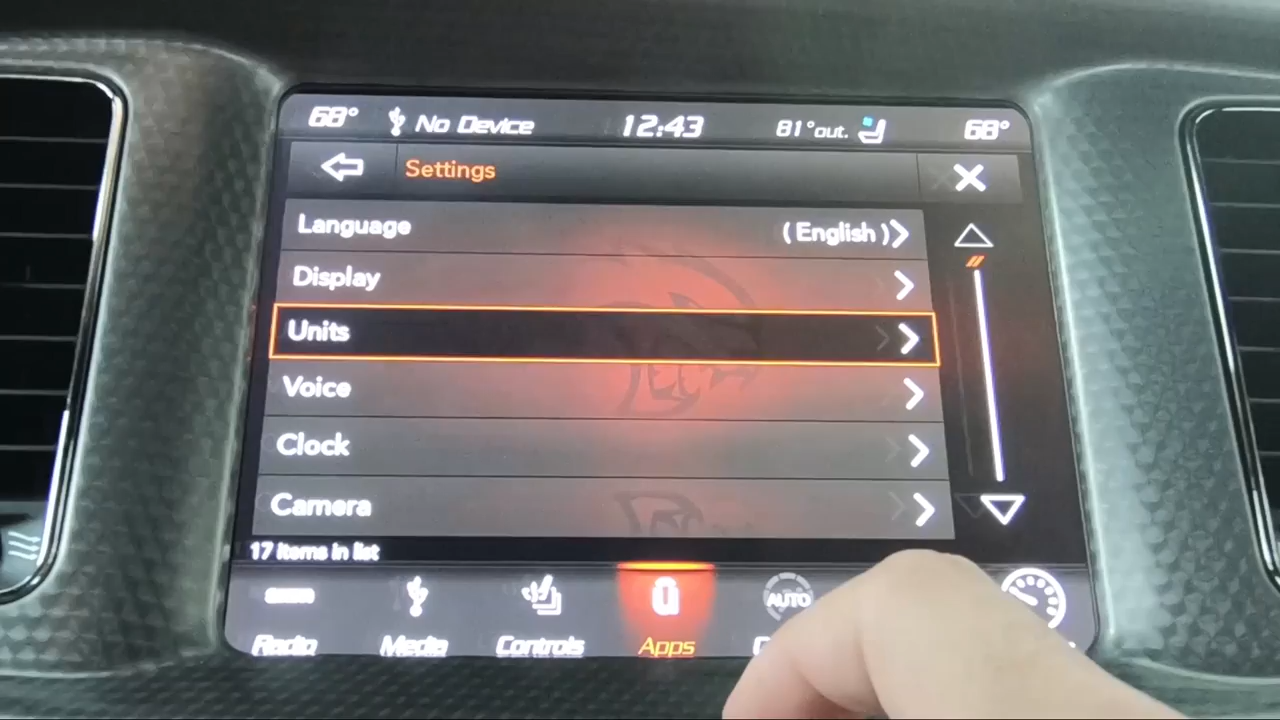 68° No Device 12:43 81°out. 68°
Settings
Language (English)
Display
Units
Voice
Clock
Camera
17 items in list
AUTO
Radio Media Controls Apps